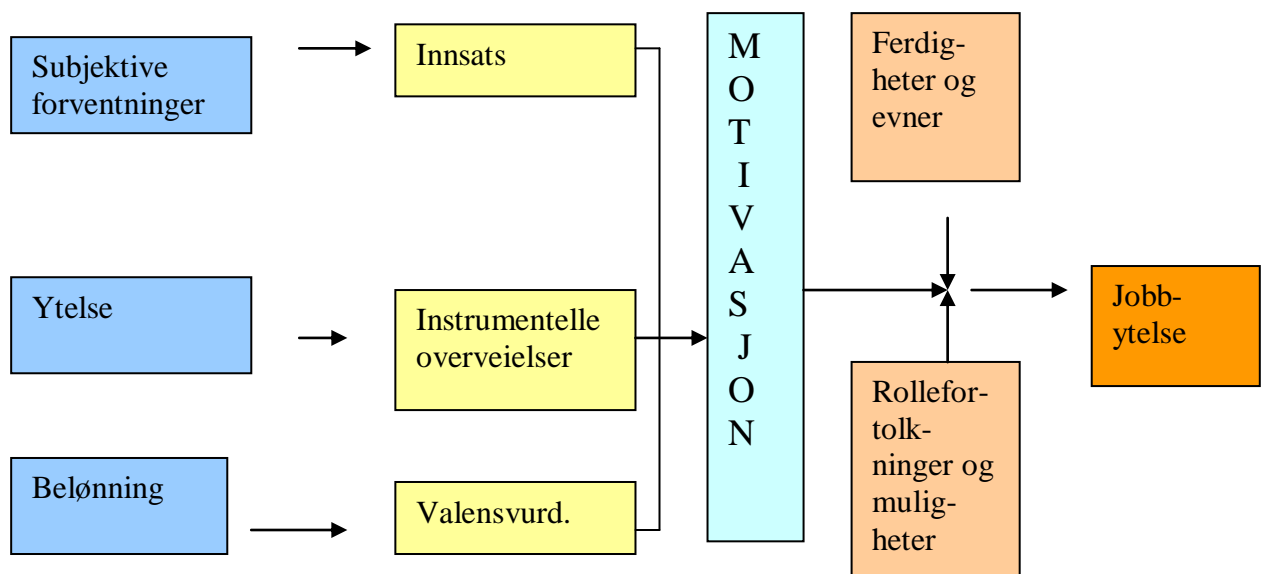 Subjektive
forventninger
Innsats
M
O
T
I
V
A
S
J
O
N
Ferdig-
heter og
evner
Ytelse
Instrumentelle
overveielser
Jobb-
ytelse
Belønning
Valensvurd.
Rollefor-
tolk-
ninger og
mulig-
heter